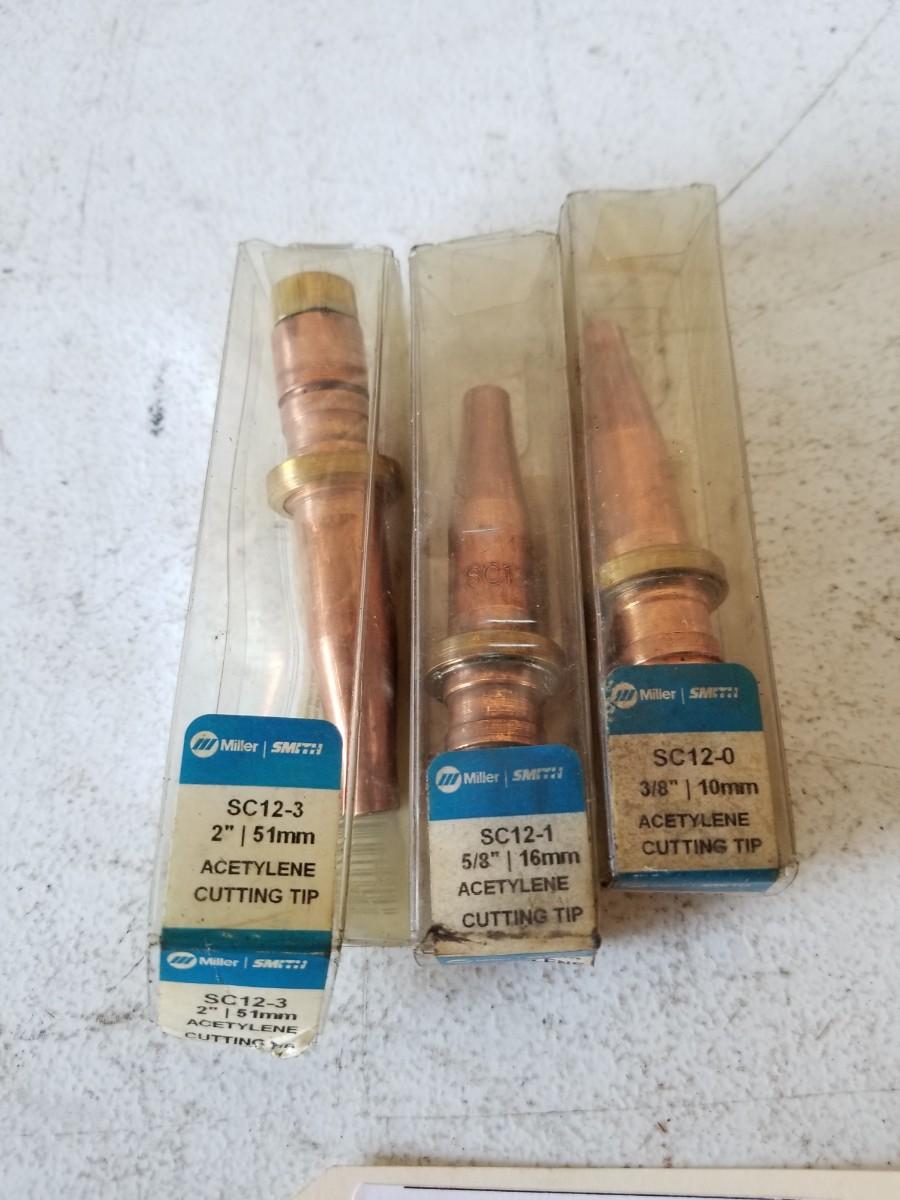 Miller | SMITH
SC12-3
2" | 51mm
ACETYLENE
CUTTING TIP
Miller | SMITH
SC12-3
2" | 51mm
ACETYLENE
CUTTING
SC1
Miller | SMITH
SC12-1
5/8" | 16mm
ACETYLENE
CUTTING TIP
Miller | SMITH
SC12-0
3/8" | 10mm
ACETYLENE
CUTTING TIP